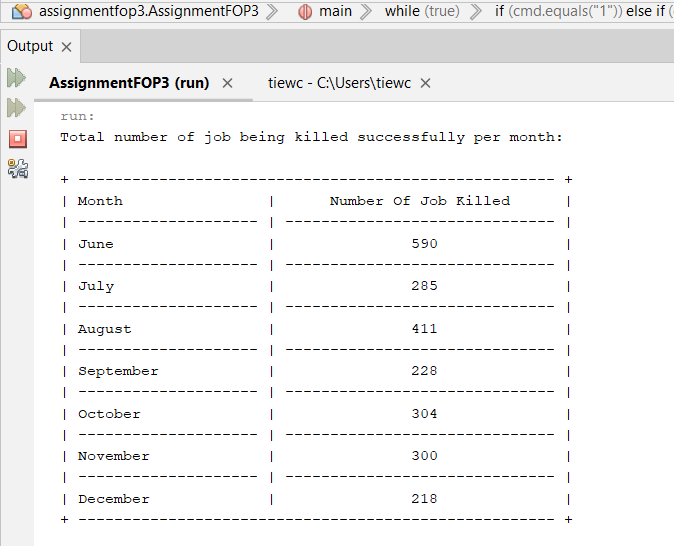 assignmentfop3.AssignmentFOP3 main while (true) if (cmd.equals("1")) else if (
Output
AssignmentFOP3 (run) tiewc - C:\Users\tiewc
run:
Total number of job being killed successfully per month:
+ ----------------------------------------------------- +
| Month                | Number Of Job Killed           |
| -------------------- | ------------------------------ |
| June                 | 590                            |
| -------------------- | ------------------------------ |
| July                 | 285                            |
| -------------------- | ------------------------------ |
| August               | 411                            |
| -------------------- | ------------------------------ |
| September            | 228                            |
| -------------------- | ------------------------------ |
| October              | 304                            |
| -------------------- | ------------------------------ |
| November             | 300                            |
| -------------------- | ------------------------------ |
| December             | 218                            |
+ ----------------------------------------------------- +